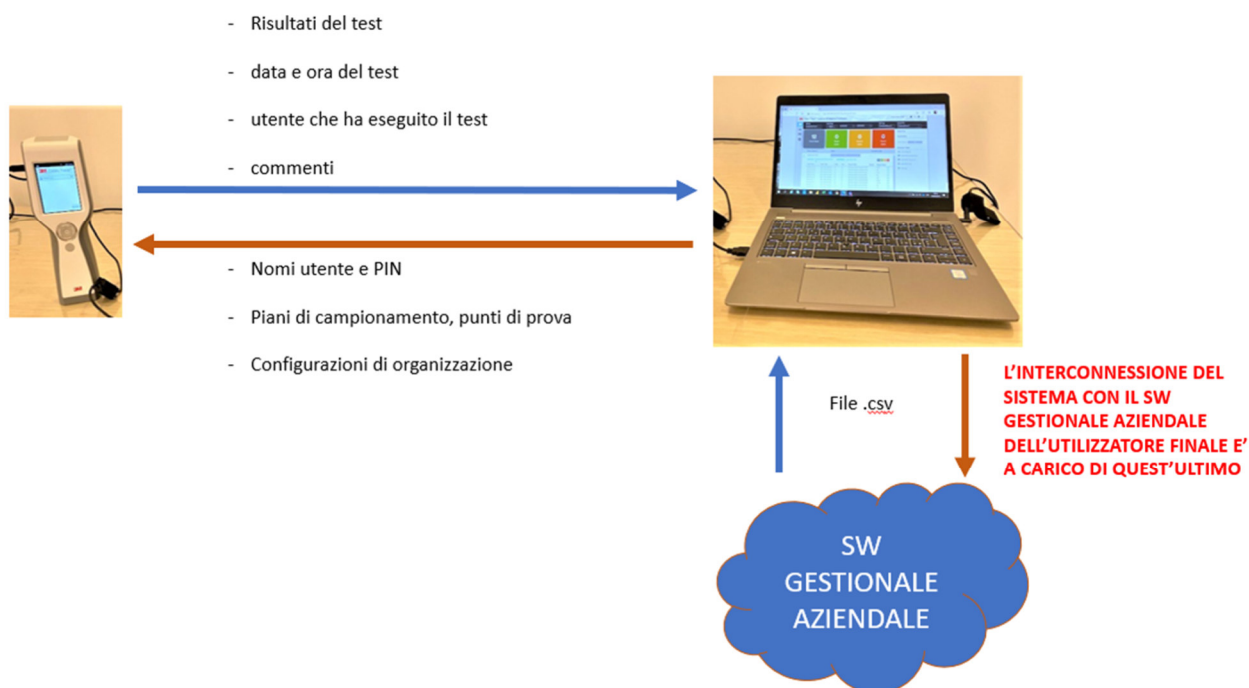 - Risultati del test
- data e ora del test
- utente che ha eseguito il test
- commenti
- Nomi utente e PIN
- Piani di campionamento, punti di prova
- Configurazioni di organizzazione
File .csv
L'INTERCONNESSIONE DEL
SISTEMA CON IL SW
GESTIONALE AZIENDALE
DELL'UTILIZZATORE FINALE E'
A CARICO DI QUEST'ULTIMO
SW
GESTIONALE
AZIENDALE